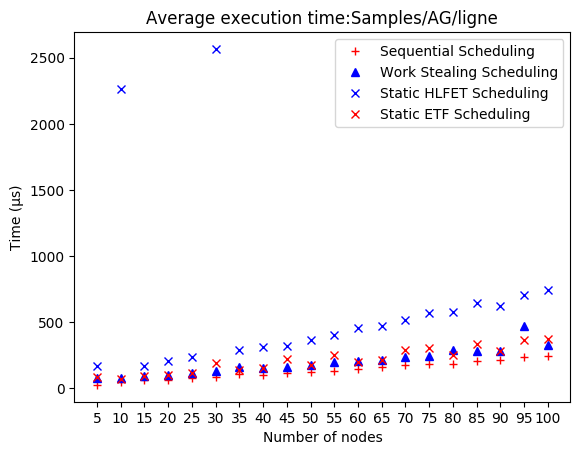 Average execution time:Samples/AG/ligne
Sequential Scheduling
Work Stealing Scheduling
Static HLFET Scheduling
Static ETF Scheduling
2500
2000
1500
1000
500
0
Time (µs)
5 10 15 20 25 30 35 40 45 50 55 60 65 70 75 80 85 90 95 100
Number of nodes